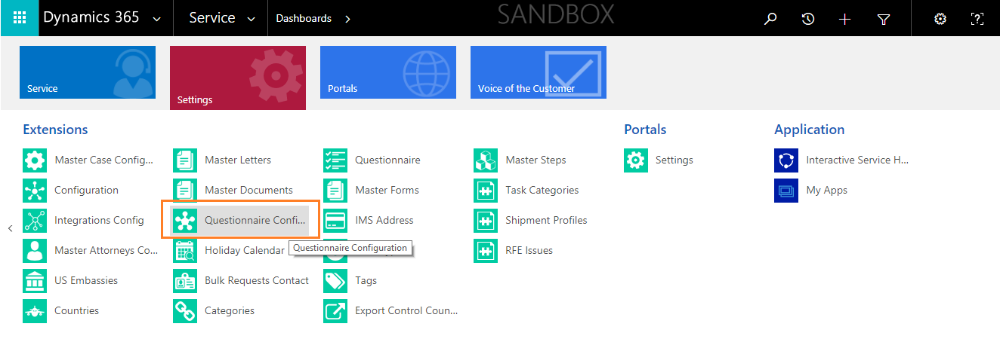 Dynamics 365 Service Dashboards SANDBOX
Service Settings Portals Voice of the Customer
Extensions Portals Application
Master Case Config... Master Letters Questionnaire Master Steps Settings Interactive Service H...
Configuration Master Documents Master Forms Task Categories My Apps
Integrations Config Questionnaire Confi... IMS Address Shipment Profiles
Master Attorneys Co... Holiday Calendar Questionnaire Configuration RFE Issues
US Embassies Bulk Requests Contact Tags
Countries Categories Export Control Coun...